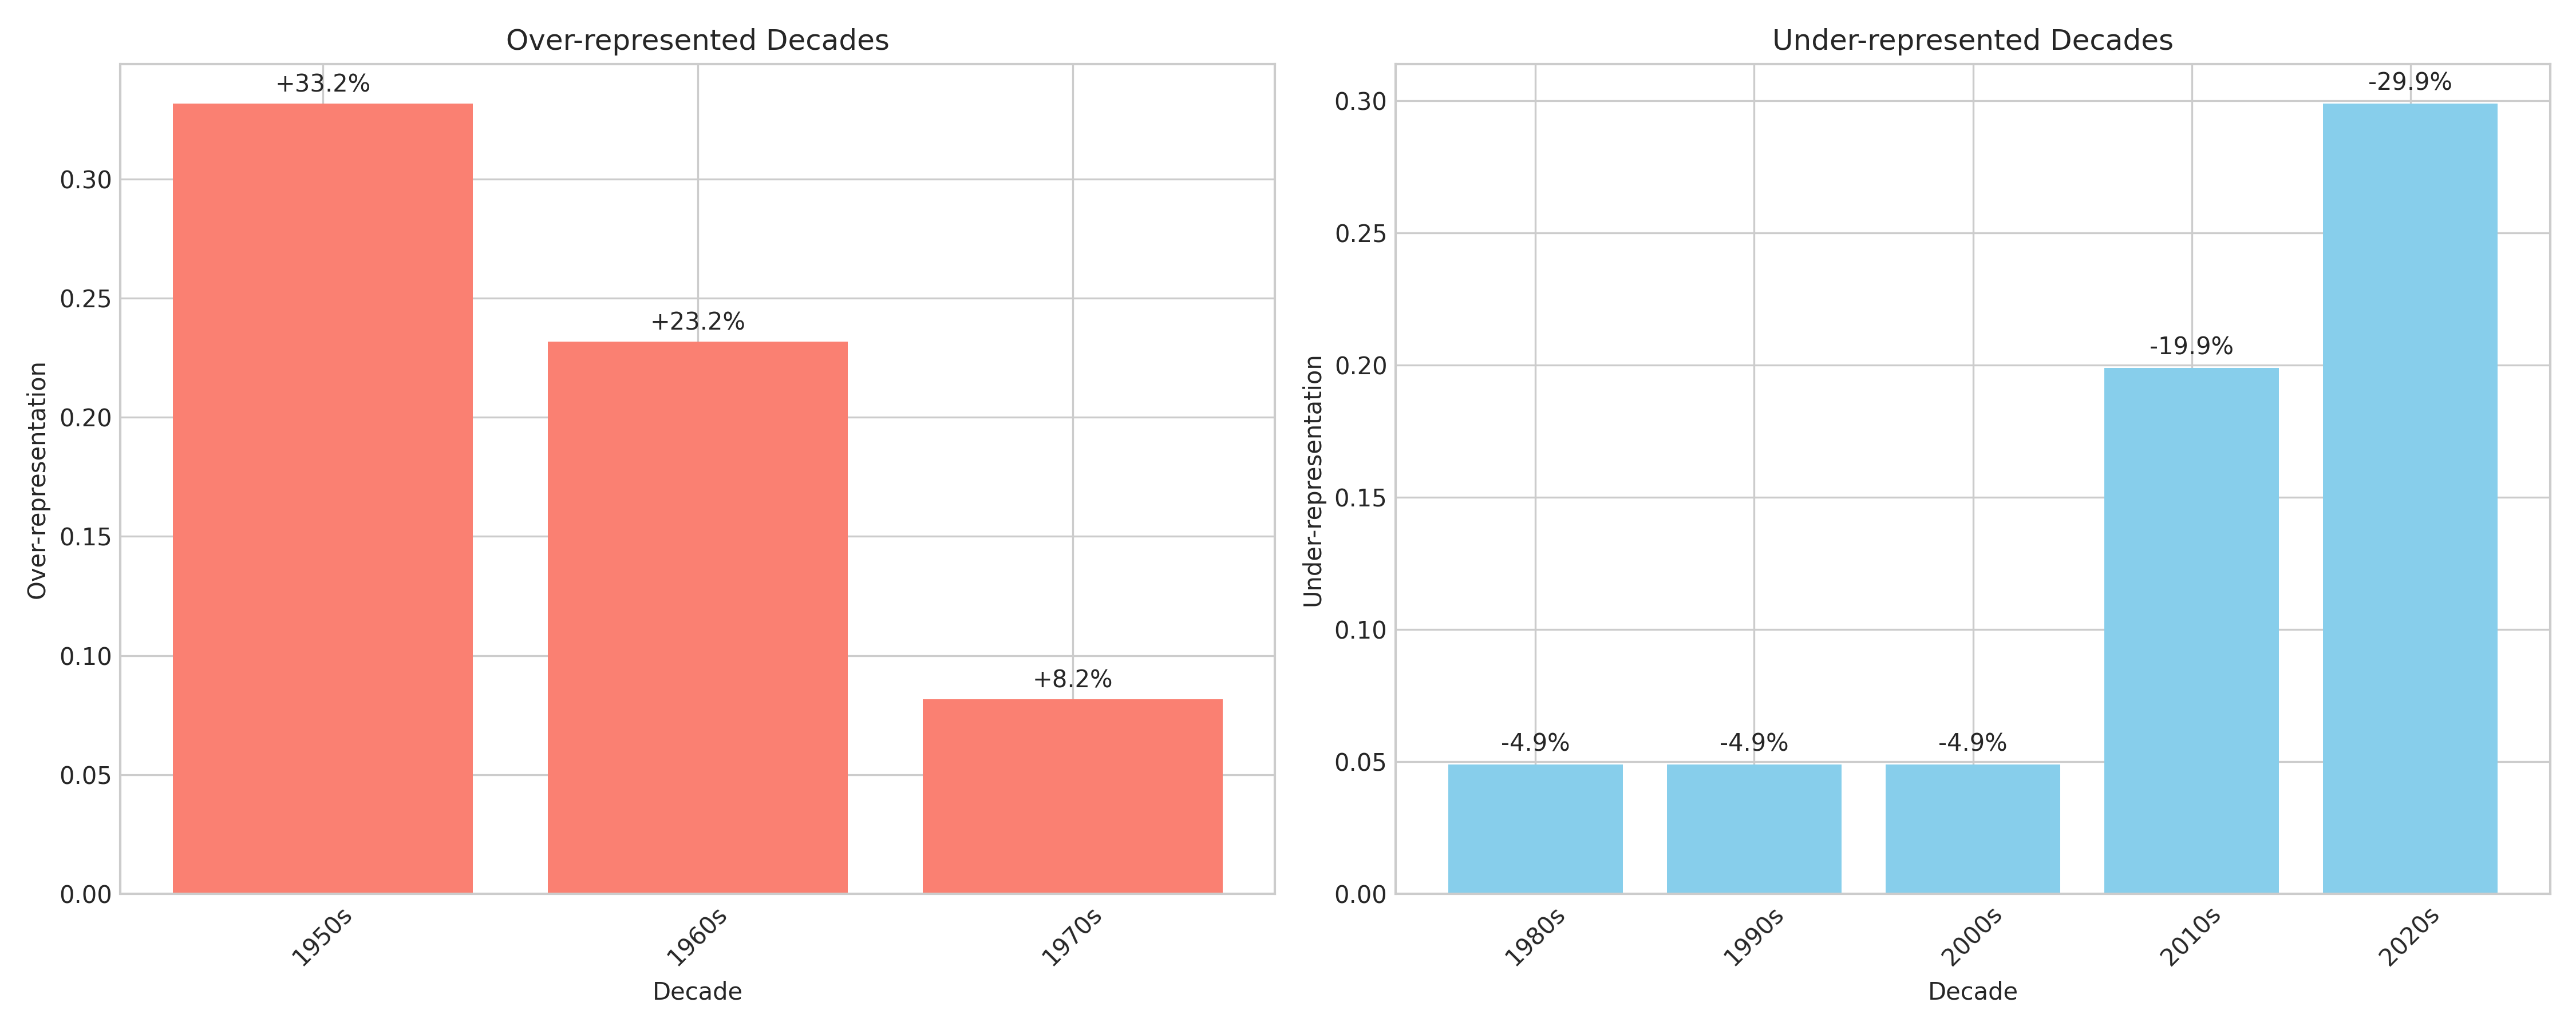 Over-represented Decades
+33.2%
+23.2%
+8.2%
0.30
0.25
0.20
0.15
0.10
0.05
0.00
Over-representation
1950s
1960s
1970s
Decade
Under-represented Decades
-4.9%
-4.9%
-4.9%
-19.9%
-29.9%
0.30
0.25
0.20
0.15
0.10
0.05
0.00
Under-representation
1980s
1990s
2000s
2010s
2020s
Decade